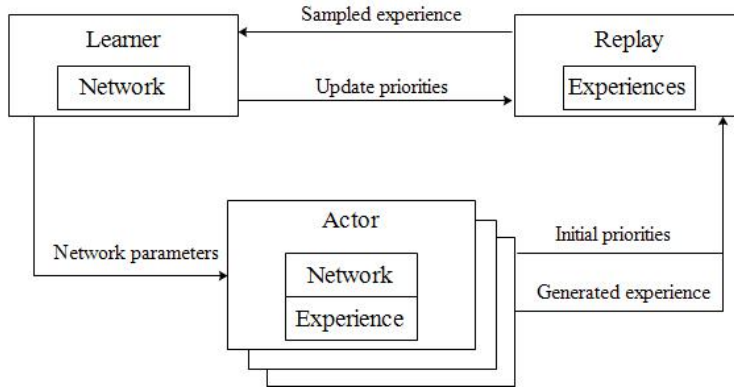 Sampled experience
Learner
Replay
Network
Update priorities
Experiences
Actor
Network parameters
Network
Experience
Initial priorities
Generated experience